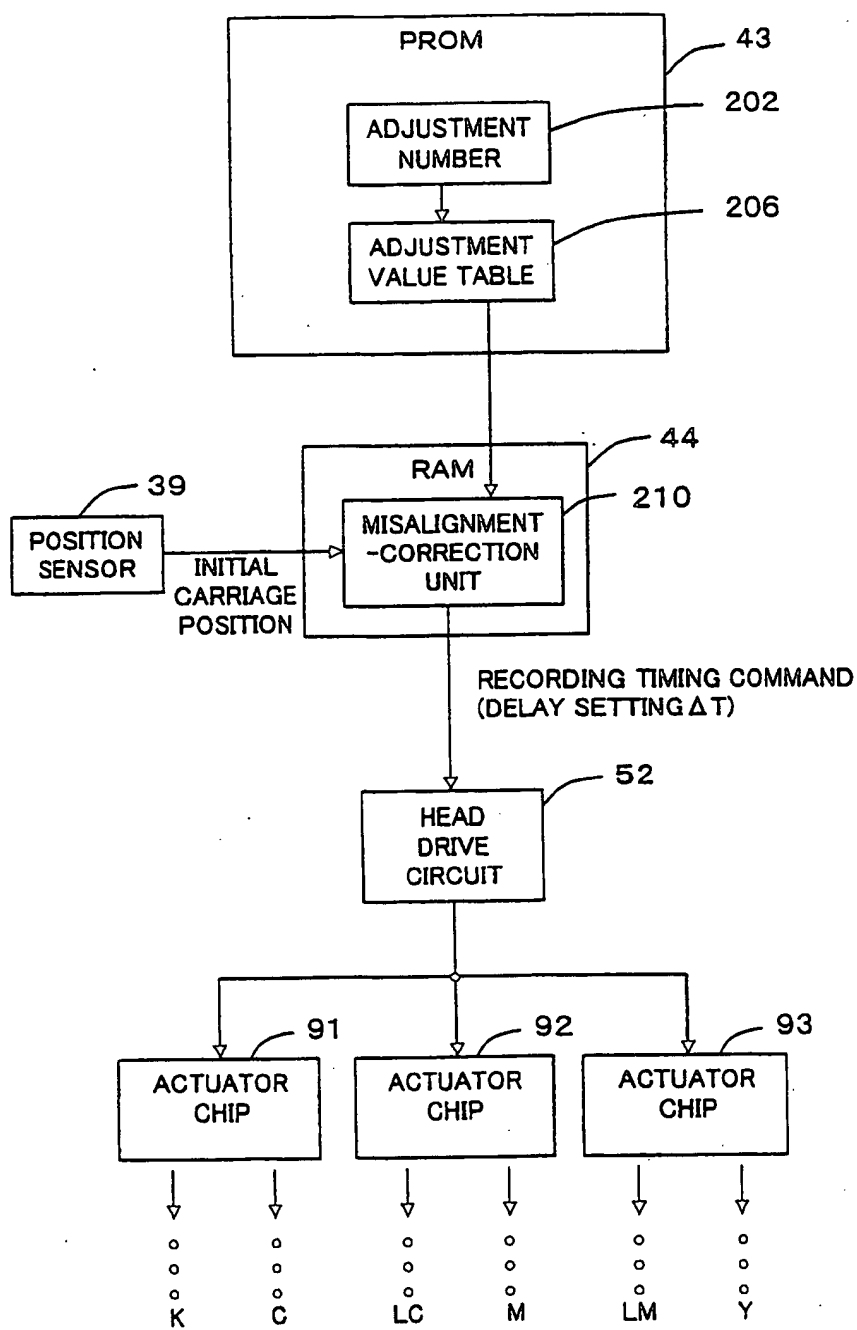 PROM
43
ADJUSTMENT
NUMBER
202
ADJUSTMENT
VALUE TABLE
206
44
RAM
39
POSITION
SENSOR
INITIAL
CARRIAGE
POSITION
MISALIGNMENT
-CORRECTION
UNIT
210
RECORDING TIMING COMMAND
(DELAY SETTING ΔT)
52
HEAD
DRIVE
CIRCUIT
91
ACTUATOR
CHIP
92
ACTUATOR
CHIP
93
ACTUATOR
CHIP
K
C
LC
M
LM
Y